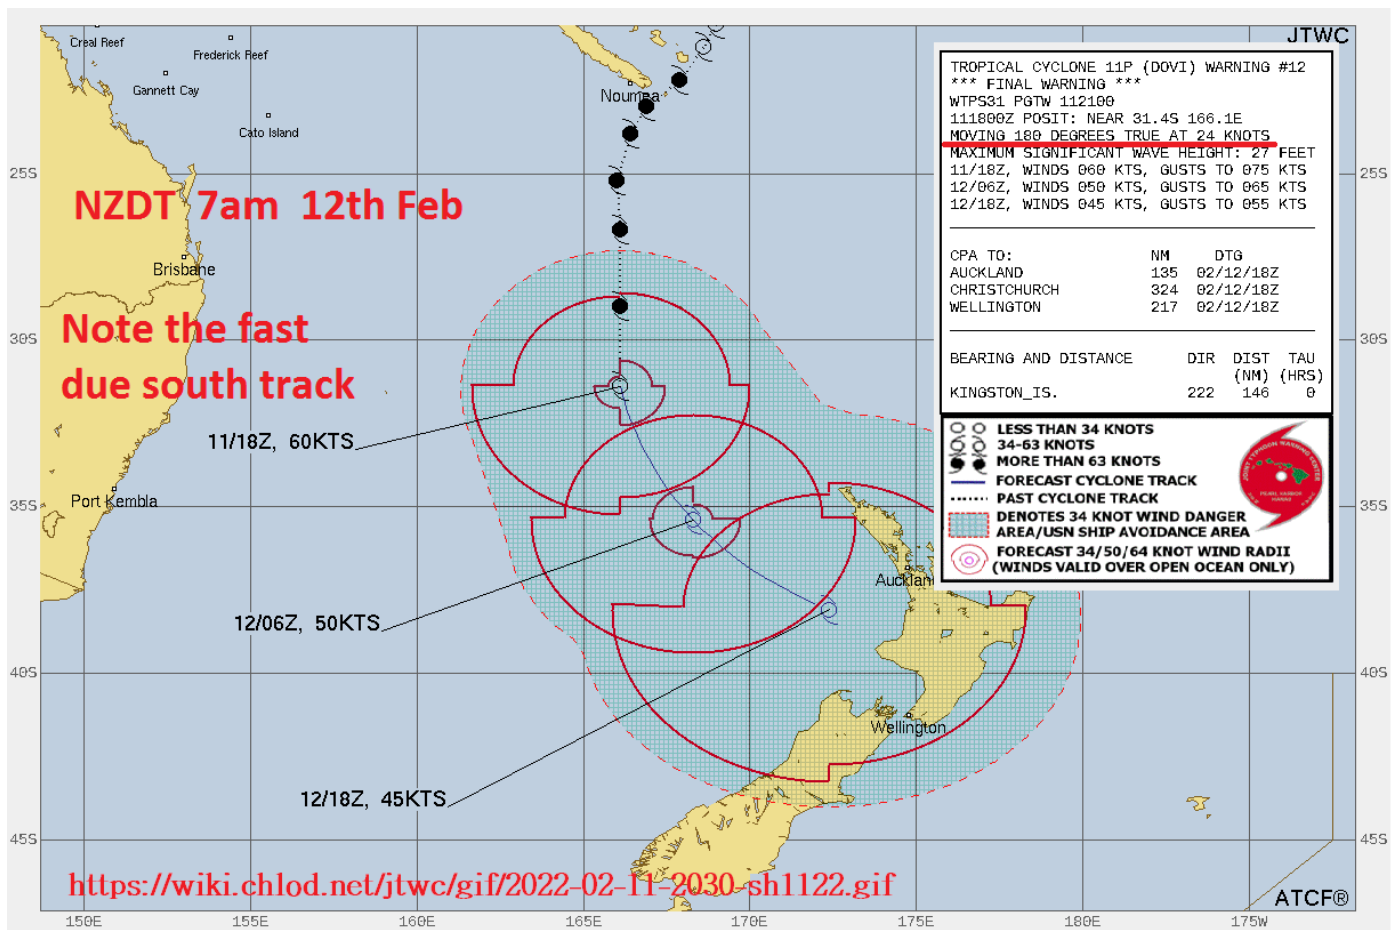 Creal Reef
Frederick Reef
Gannett Cay
Cato Island
Noumea
JTWC
TROPICAL CYCLONE 11P (DOVI) WARNING #12
*** FINAL WARNING ***
WTPS31 PGTW 112100
111800Z POSIT: NEAR 31.4S 166.1E
MOVING 180 DEGREES TRUE AT 24 KNOTS
MAXIMUM SIGNIFICANT WAVE HEIGHT: 27 FEET
11/18Z, WINDS 060 KTS, GUSTS TO 075 KTS
12/06Z, WINDS 050 KTS, GUSTS TO 065 KTS
12/18Z, WINDS 045 KTS, GUSTS TO 055 KTS
CPA TO: NM DTG
AUCKLAND 135 02/12/18Z
CHRISTCHURCH 324 02/12/18Z
WELLINGTON 217 02/12/18Z
BEARING AND DISTANCE DIR DIST TAU
(NM) (HRS)
KINGSTON_IS. 222 146 0
LESS THAN 34 KNOTS
34-63 KNOTS
MORE THAN 63 KNOTS
FORECAST CYCLONE TRACK
PAST CYCLONE TRACK
DENOTES 34 KNOT WIND DANGER
AREA/USN SHIP AVOIDANCE AREA
FORECAST 34/50/64 KNOT WIND RADII
(WINDS VALID OVER OPEN OCEAN ONLY)
JOINT TYPHOON WARNING CENTER
PEARL HARBOR
HAWAII
25S
25S
NZDT 7am 12th Feb
Brisbane
Note the fast
due south track
30S
30S
11/18Z, 60KTS
Port Kembla
35S
35S
Aucklan
12/06Z, 50KTS
40S
40S
Wellington
12/18Z, 45KTS
45S
45S
https://wiki.chlod.net/jtwc/gif/2022-02-11-2030-sh1122.gif
ATCF®
150E
155E
160E
165E
170E
175E
180E
175W